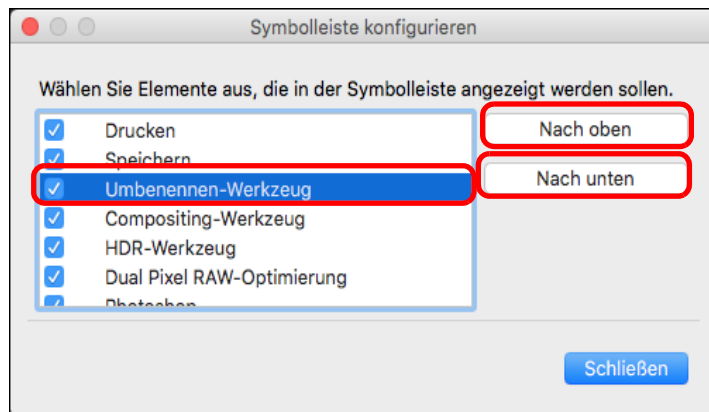 Symbolleiste konfigurieren
Wählen Sie Elemente aus, die in der Symbolleiste angezeigt werden sollen.
Drucken
Speichern
Umbenennen-Werkzeug
Compositing-Werkzeug
HDR-Werkzeug
Dual Pixel RAW-Optimierung
Photoshop
Nach oben
Nach unten
Schließen